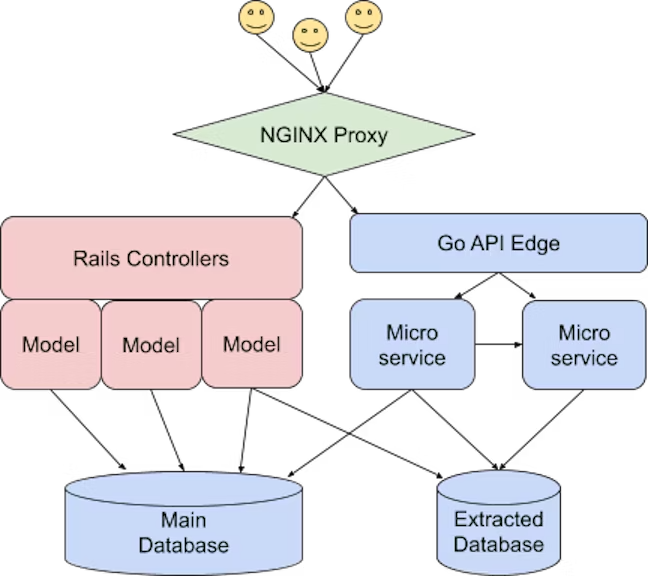 NGINX Proxy
Rails Controllers
Go API Edge
Model
Model
Model
Micro
service
Micro
service
Main
Database
Extracted
Database